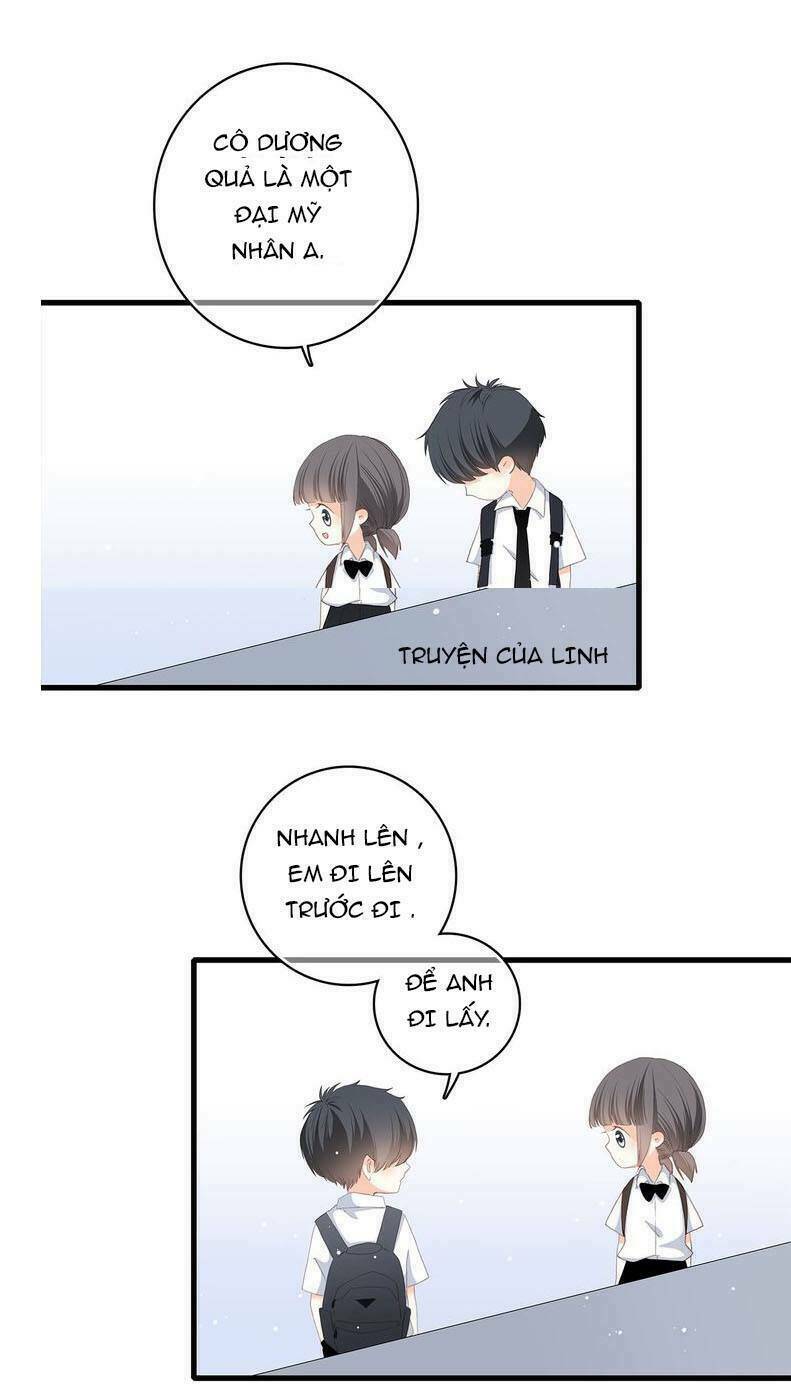 CÔ DƯƠNG
QUẢ LÀ MỘT
ĐẠI MỸ
NHÂN A.
TRUYỆN CỦA LINH
NHANH LÊN ,
EM ĐI LÊN
TRƯỚC ĐI .
ĐỂ ANH
ĐI LẤY.